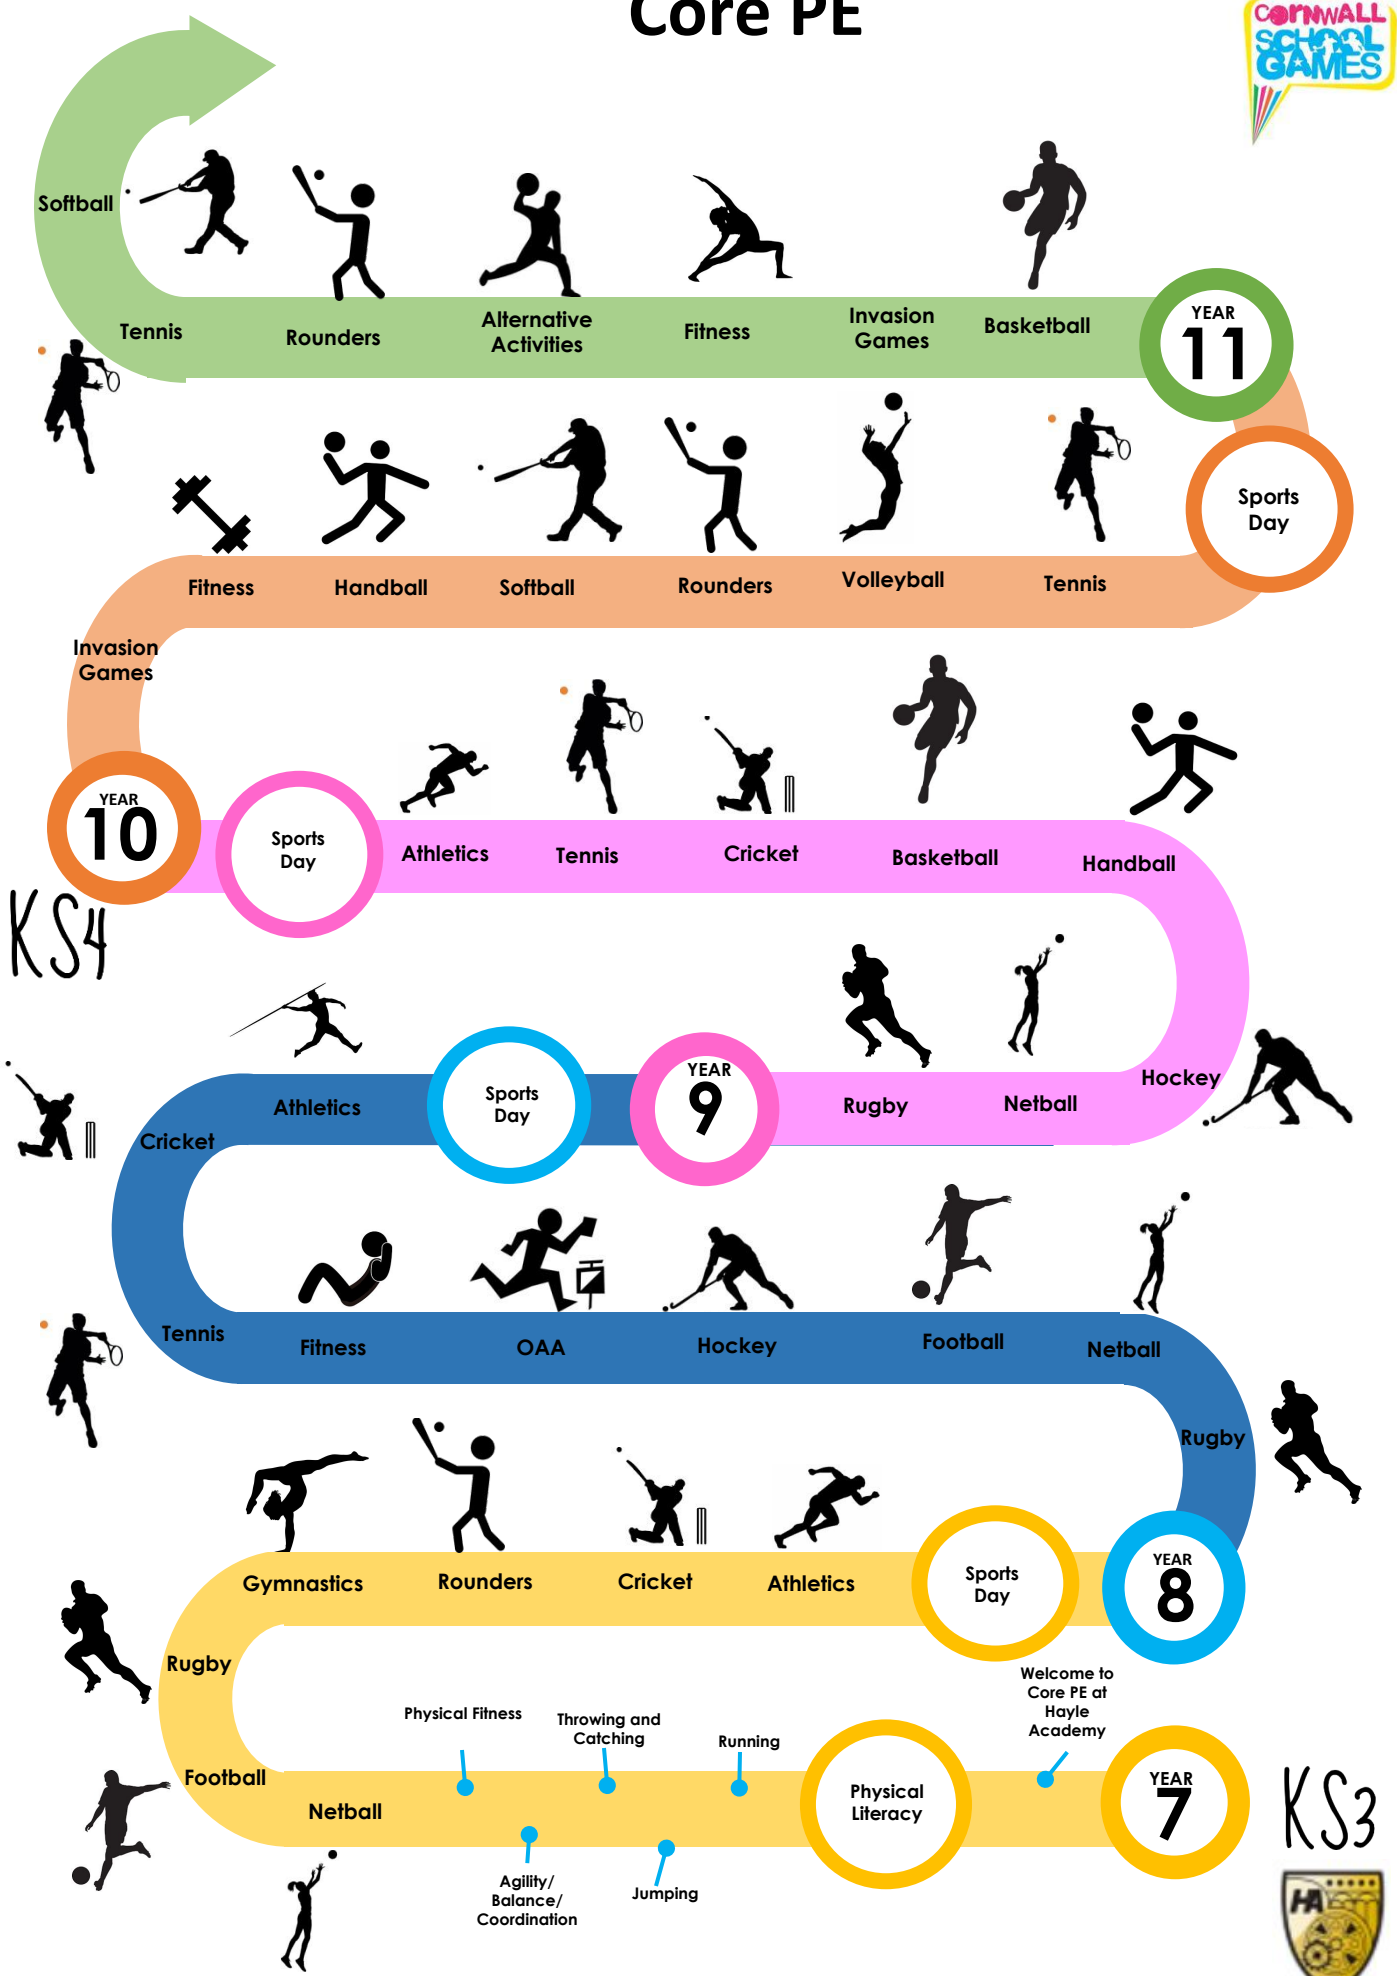 Core PE
CORNWALL
SCHOOL
GAMES
Softball
Tennis
Rounders
Alternative
Activities
Fitness
Invasion
Games
Basketball
YEAR
11
Sports
Day
Fitness
Handball
Softball
Rounders
Volleyball
Tennis
Invasion
Games
YEAR
10
Sports
Day
Athletics
Tennis
Cricket
Basketball
Handball
KS4
Athletics
Sports
Day
YEAR
9
Rugby
Netball
Hockey
Cricket
Tennis
Fitness
OAA
Hockey
Football
Netball
Rugby
Gymnastics
Rounders
Cricket
Athletics
Sports
Day
YEAR
8
Rugby
Football
Netball
Physical Fitness
Throwing and
Catching
Running
Welcome to
Core PE at
Hayle
Academy
Physical
Literacy
YEAR
7
KS3
Agility/
Balance/
Coordination
Jumping
HA